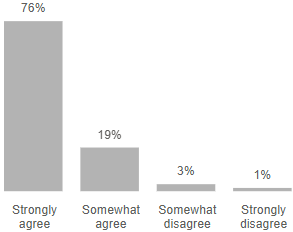 76%
19%
3%
1%
Strongly agree
Somewhat agree
Somewhat disagree
Strongly disagree